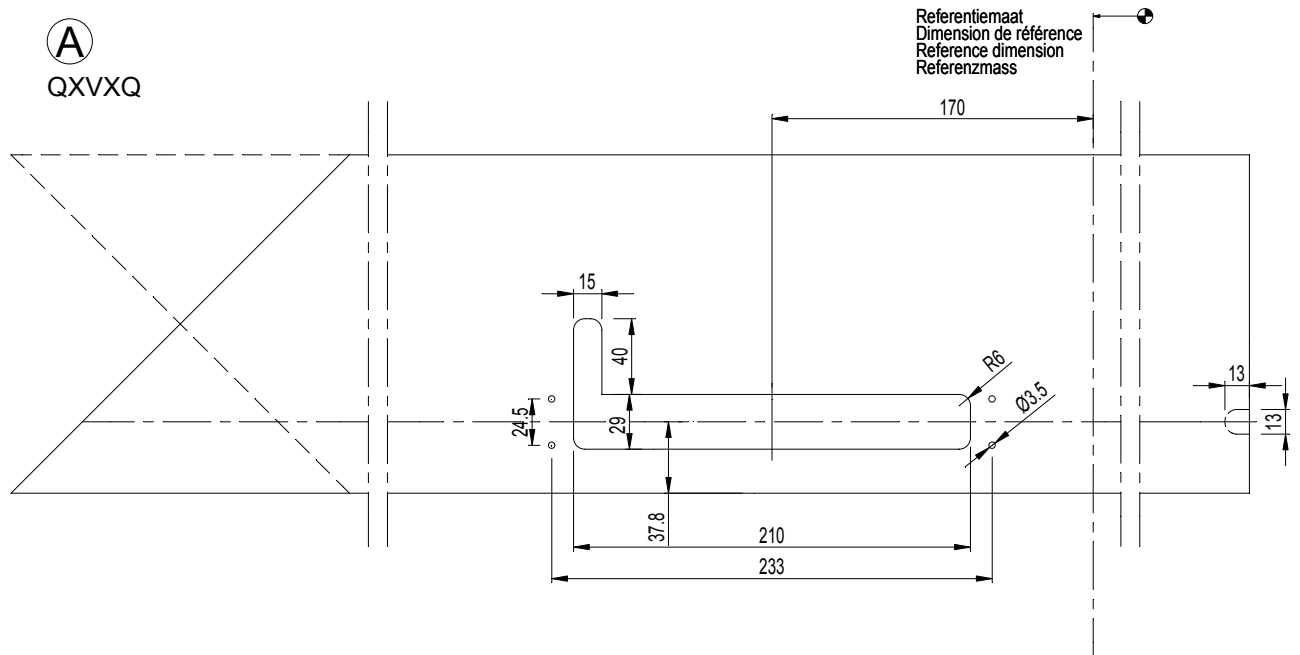 A
QXVXQ
Referentiemaat
Dimension de référence
Reference dimension
Referenzmass
170
15
40
R6
Ø3.5
13
13
24.5
29
37.8
210
233